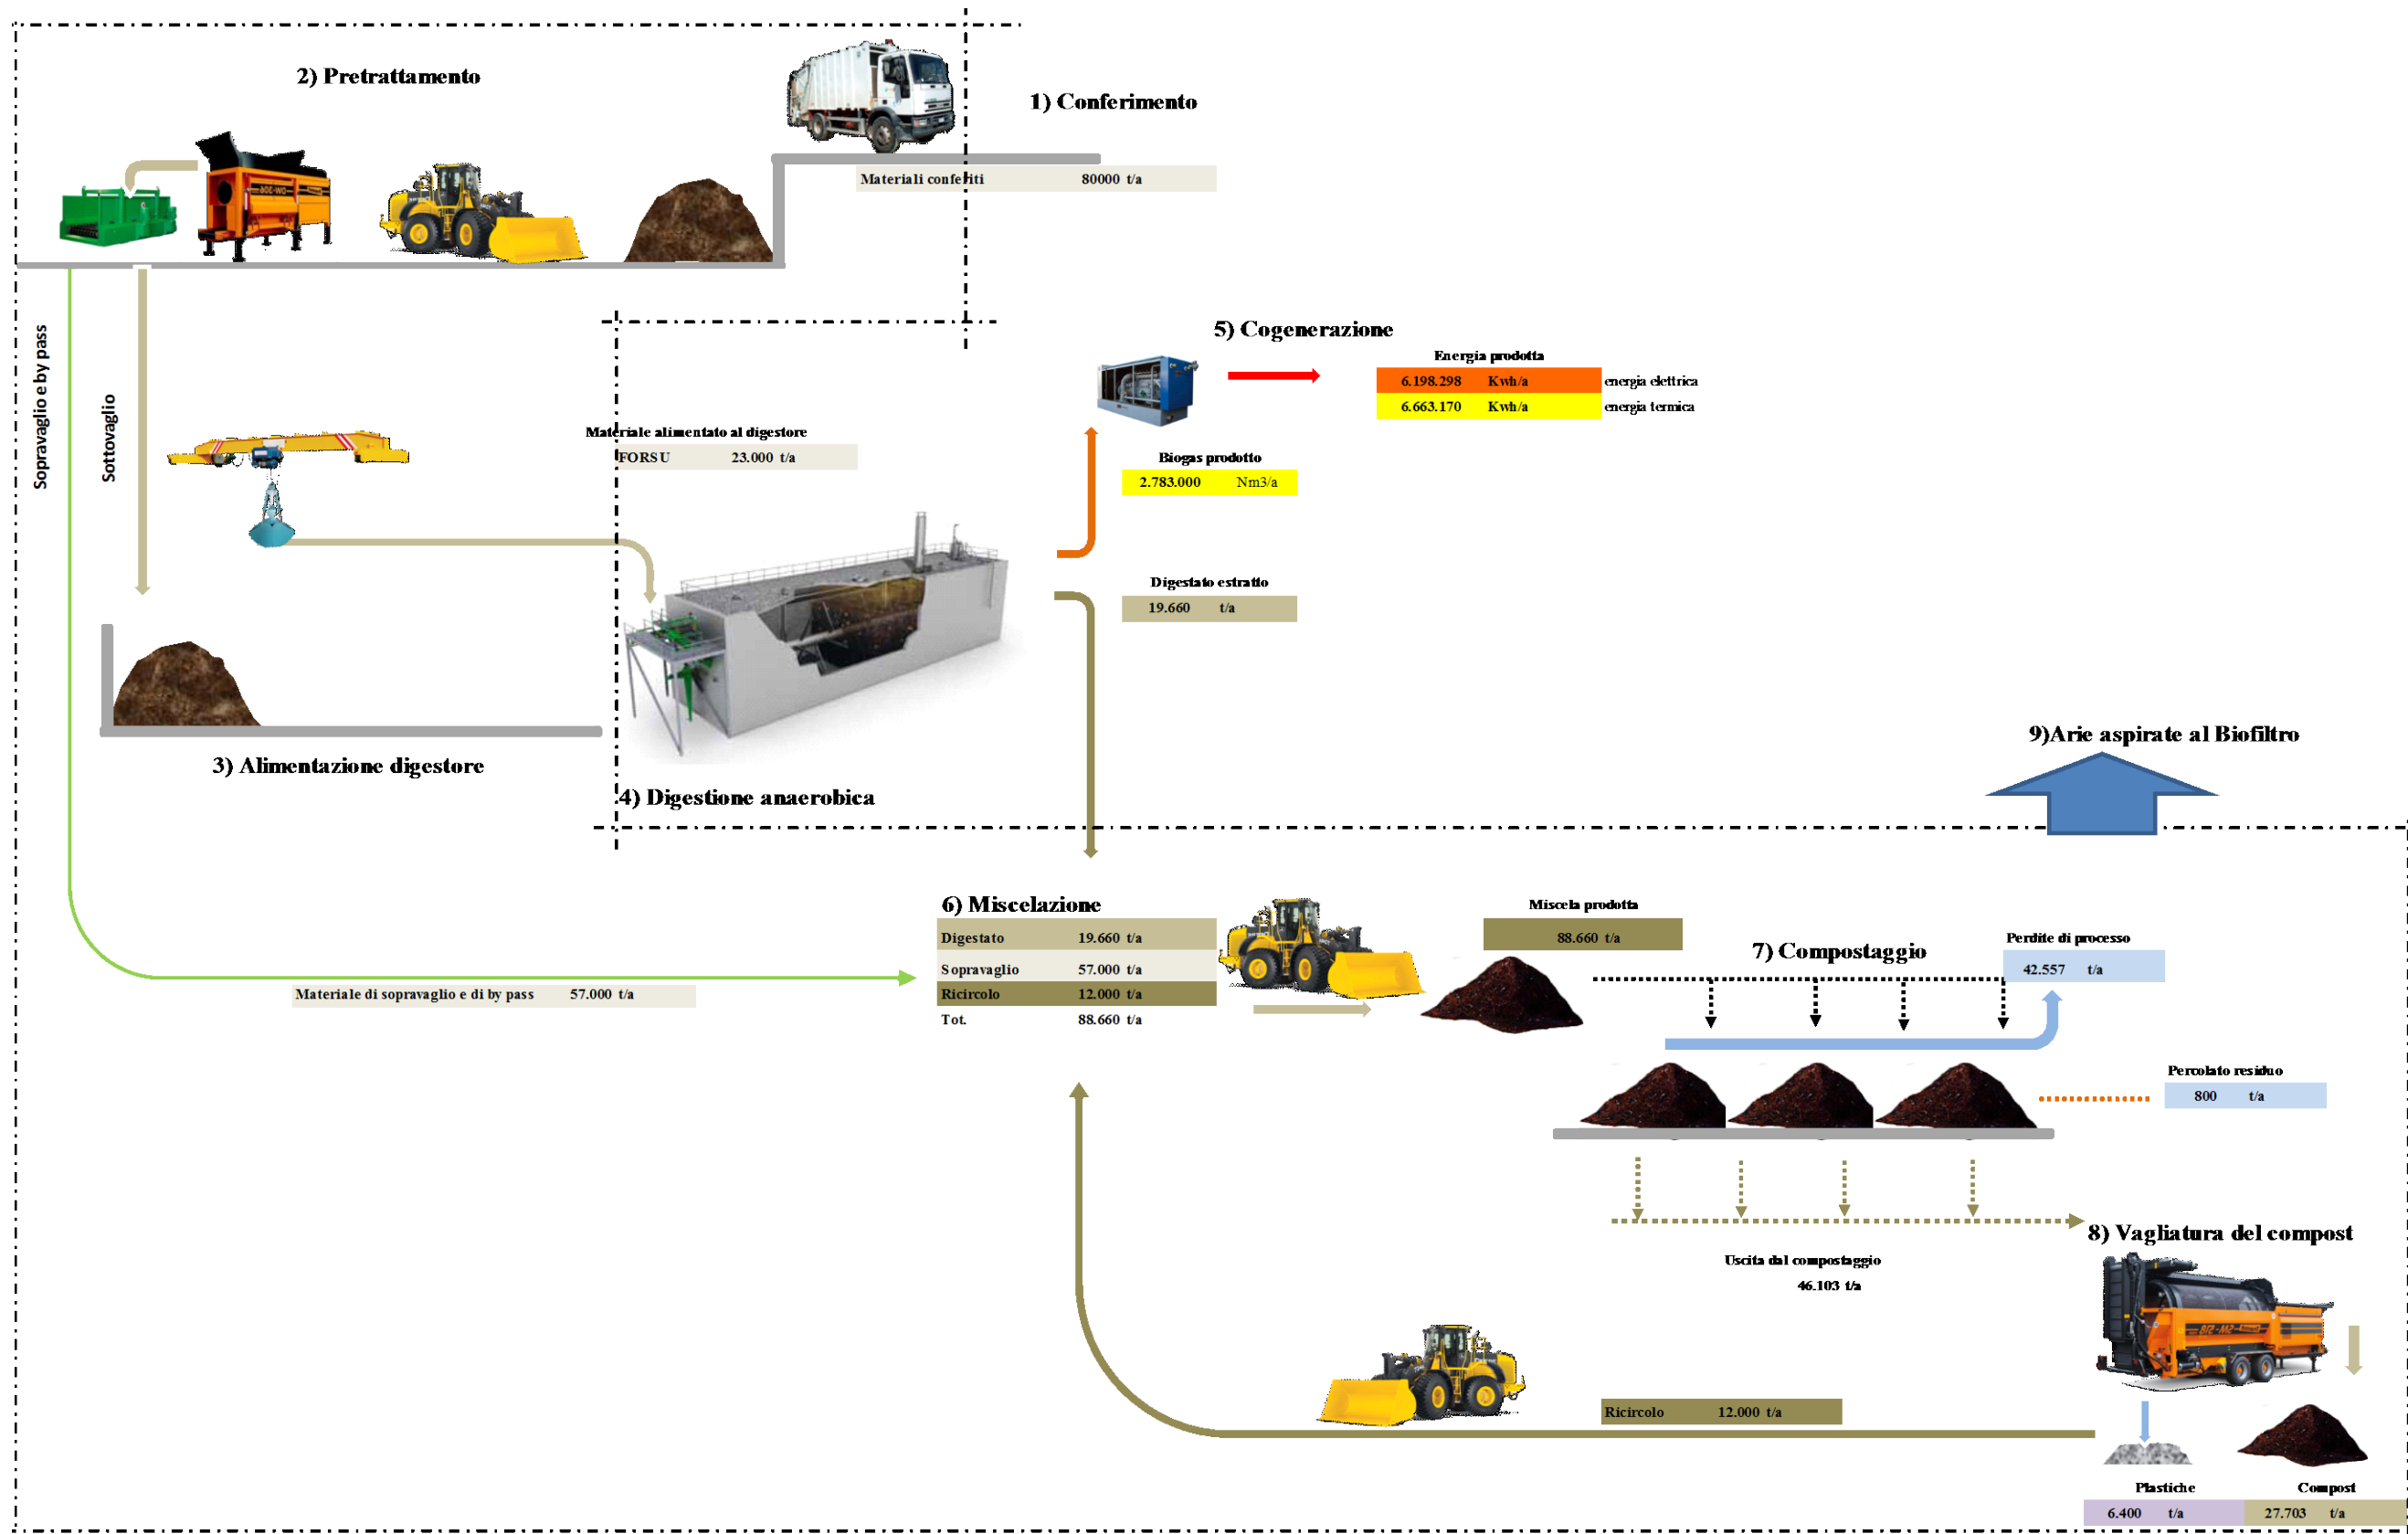 2) Pretrattamento
1) Conferimento
Materiali conferiti 80000 t/a
DW-306
Sopravaglio e by pass
Sottovaglio
5) Cogenerazione
Energia prodotta
6.198.298 Kwh/a energia elettrica
6.663.170 Kwh/a energia termica
Materiale alimentato al digestore
FORSU 23.000 t/a
Biogas prodotto
2.783.000 Nm3/a
Digestato estratto
19.660 t/a
3) Alimentazione digestore
4) Digestione anaerobica
9)Arie aspirate al Biofiltro
6) Miscelazione
Digestato 19.660 t/a
Sopravaglio 57.000 t/a
Ricircolo 12.000 t/a
Tot. 88.660 t/a
Materiale di sopravaglio e di by pass 57.000 t/a
Miscela prodotta
88.660 t/a
7) Compostaggio
Perdite di processo
42.557 t/a
Percolato residuo
800 t/a
Uscita dal compostaggio
46.103 t/a
8) Vagliatura del compost
Ricircolo 12.000 t/a
Plastiche
6.400 t/a
Compost
27.703 t/a